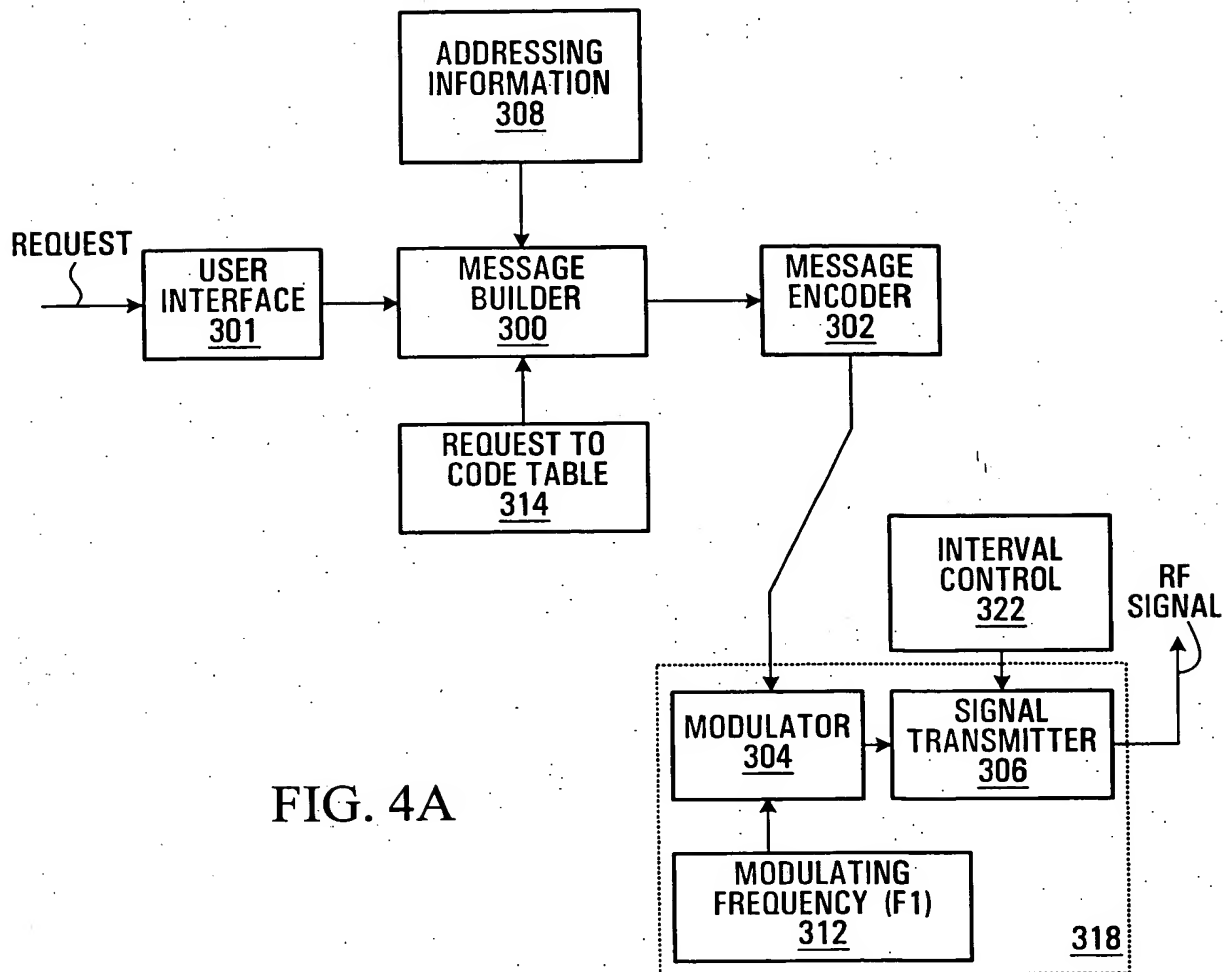 ADDRESSING
INFORMATION
308
REQUEST
USER
INTERFACE
301
MESSAGE
BUILDER
300
MESSAGE
ENCODER
302
REQUEST TO
CODE TABLE
314
INTERVAL
CONTROL
322
RF
SIGNAL
MODULATOR
304
SIGNAL
TRANSMITTER
306
FIG. 4A
MODULATING
FREQUENCY (F1)
312
318